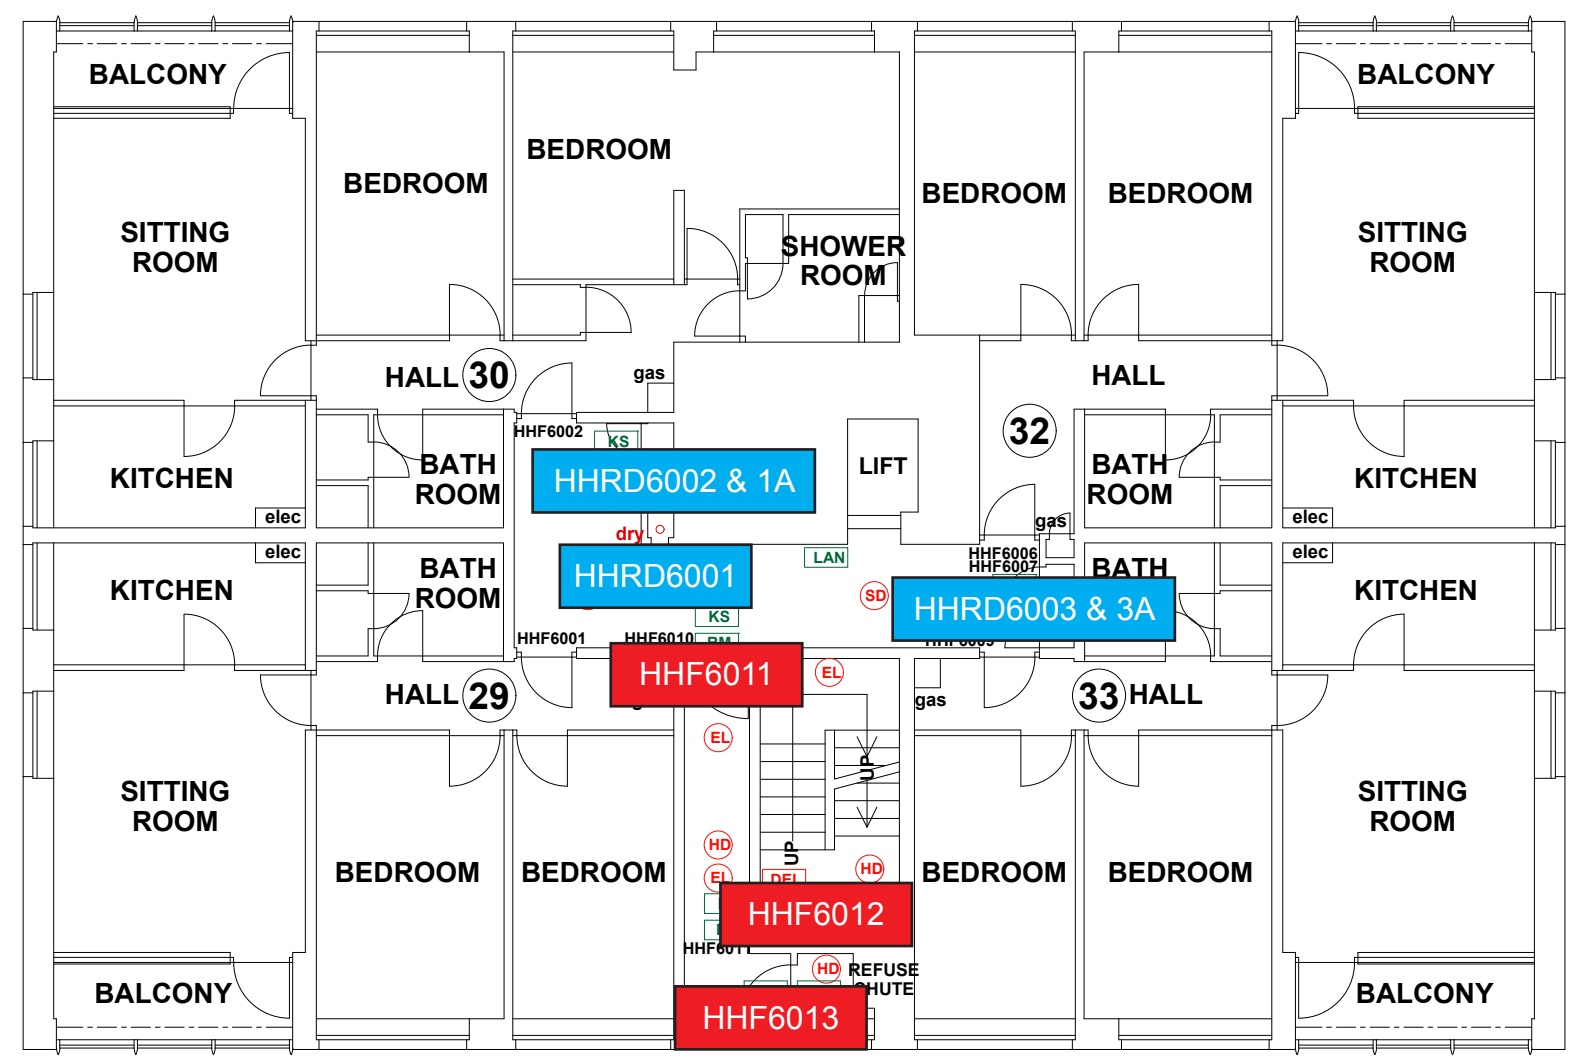 BALCONY
BALCONY
BEDROOM
BEDROOM
BEDROOM
BEDROOM
SITTING
ROOM
SHOWER
ROOM
SITTING
ROOM
HALL 30
gas
HALL
HHF6002
KS
32
KITCHEN
BATH
ROOM
HHRD6002 & 1A
LIFT
BATH
ROOM
KITCHEN
elec
dry
gas
elec
elec
LAN
HHF6006
HHF6007
elec
KITCHEN
BATH
ROOM
HHRD6001
SD
HHRD6003 & 3A
BATH
KITCHEN
KS
HHF6001
HHF6010
HHF6011
EL
HALL 29
gas
33 HALL
EL
UP
SITTING
ROOM
SITTING
ROOM
HD
UP
HD
BEDROOM
BEDROOM
EL
BEDROOM
BEDROOM
HHF6012
HHF6011
HD
REFUSE
CHUTE
BALCONY
BALCONY
HHF6013